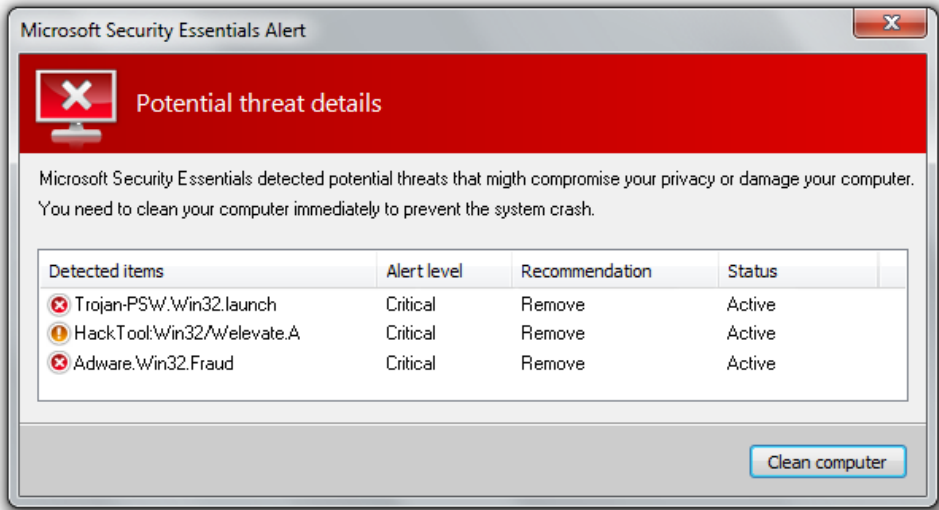 Microsoft Security Essentials Alert
Potential threat details
Microsoft Security Essentials detected potential threats that migth compromise your privacy or damage your computer.
You need to clean your computer immediately to prevent the system crash.
Detected items Alert level Recommendation Status
Trojan-PSW.Win32.launch Critical Remove Active
HackTool:Win32/Welevate.A Critical Remove Active
Adware.Win32.Fraud Critical Remove Active
Clean computer